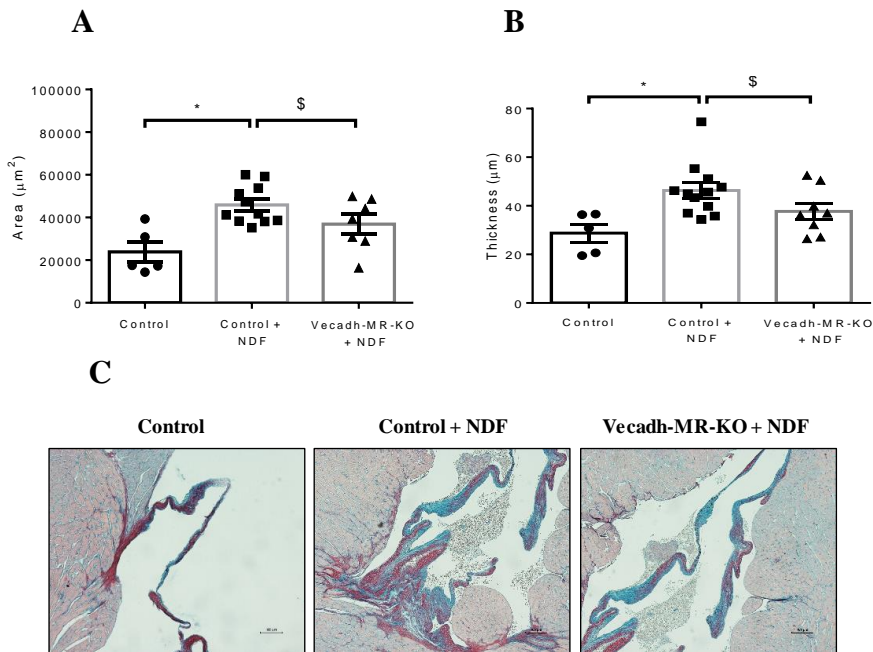 A
B
*
$
*
$
Area (µm²)
100000
80000
60000
40000
20000
0
Control
Control +
NDF
Vecadh-MR-KO
+ NDF
Thickness (µm)
80
60
40
20
0
Control
Control +
NDF
Vecadh-MR-KO
+ NDF
C
Control
Control + NDF
Vecadh-MR-KO + NDF